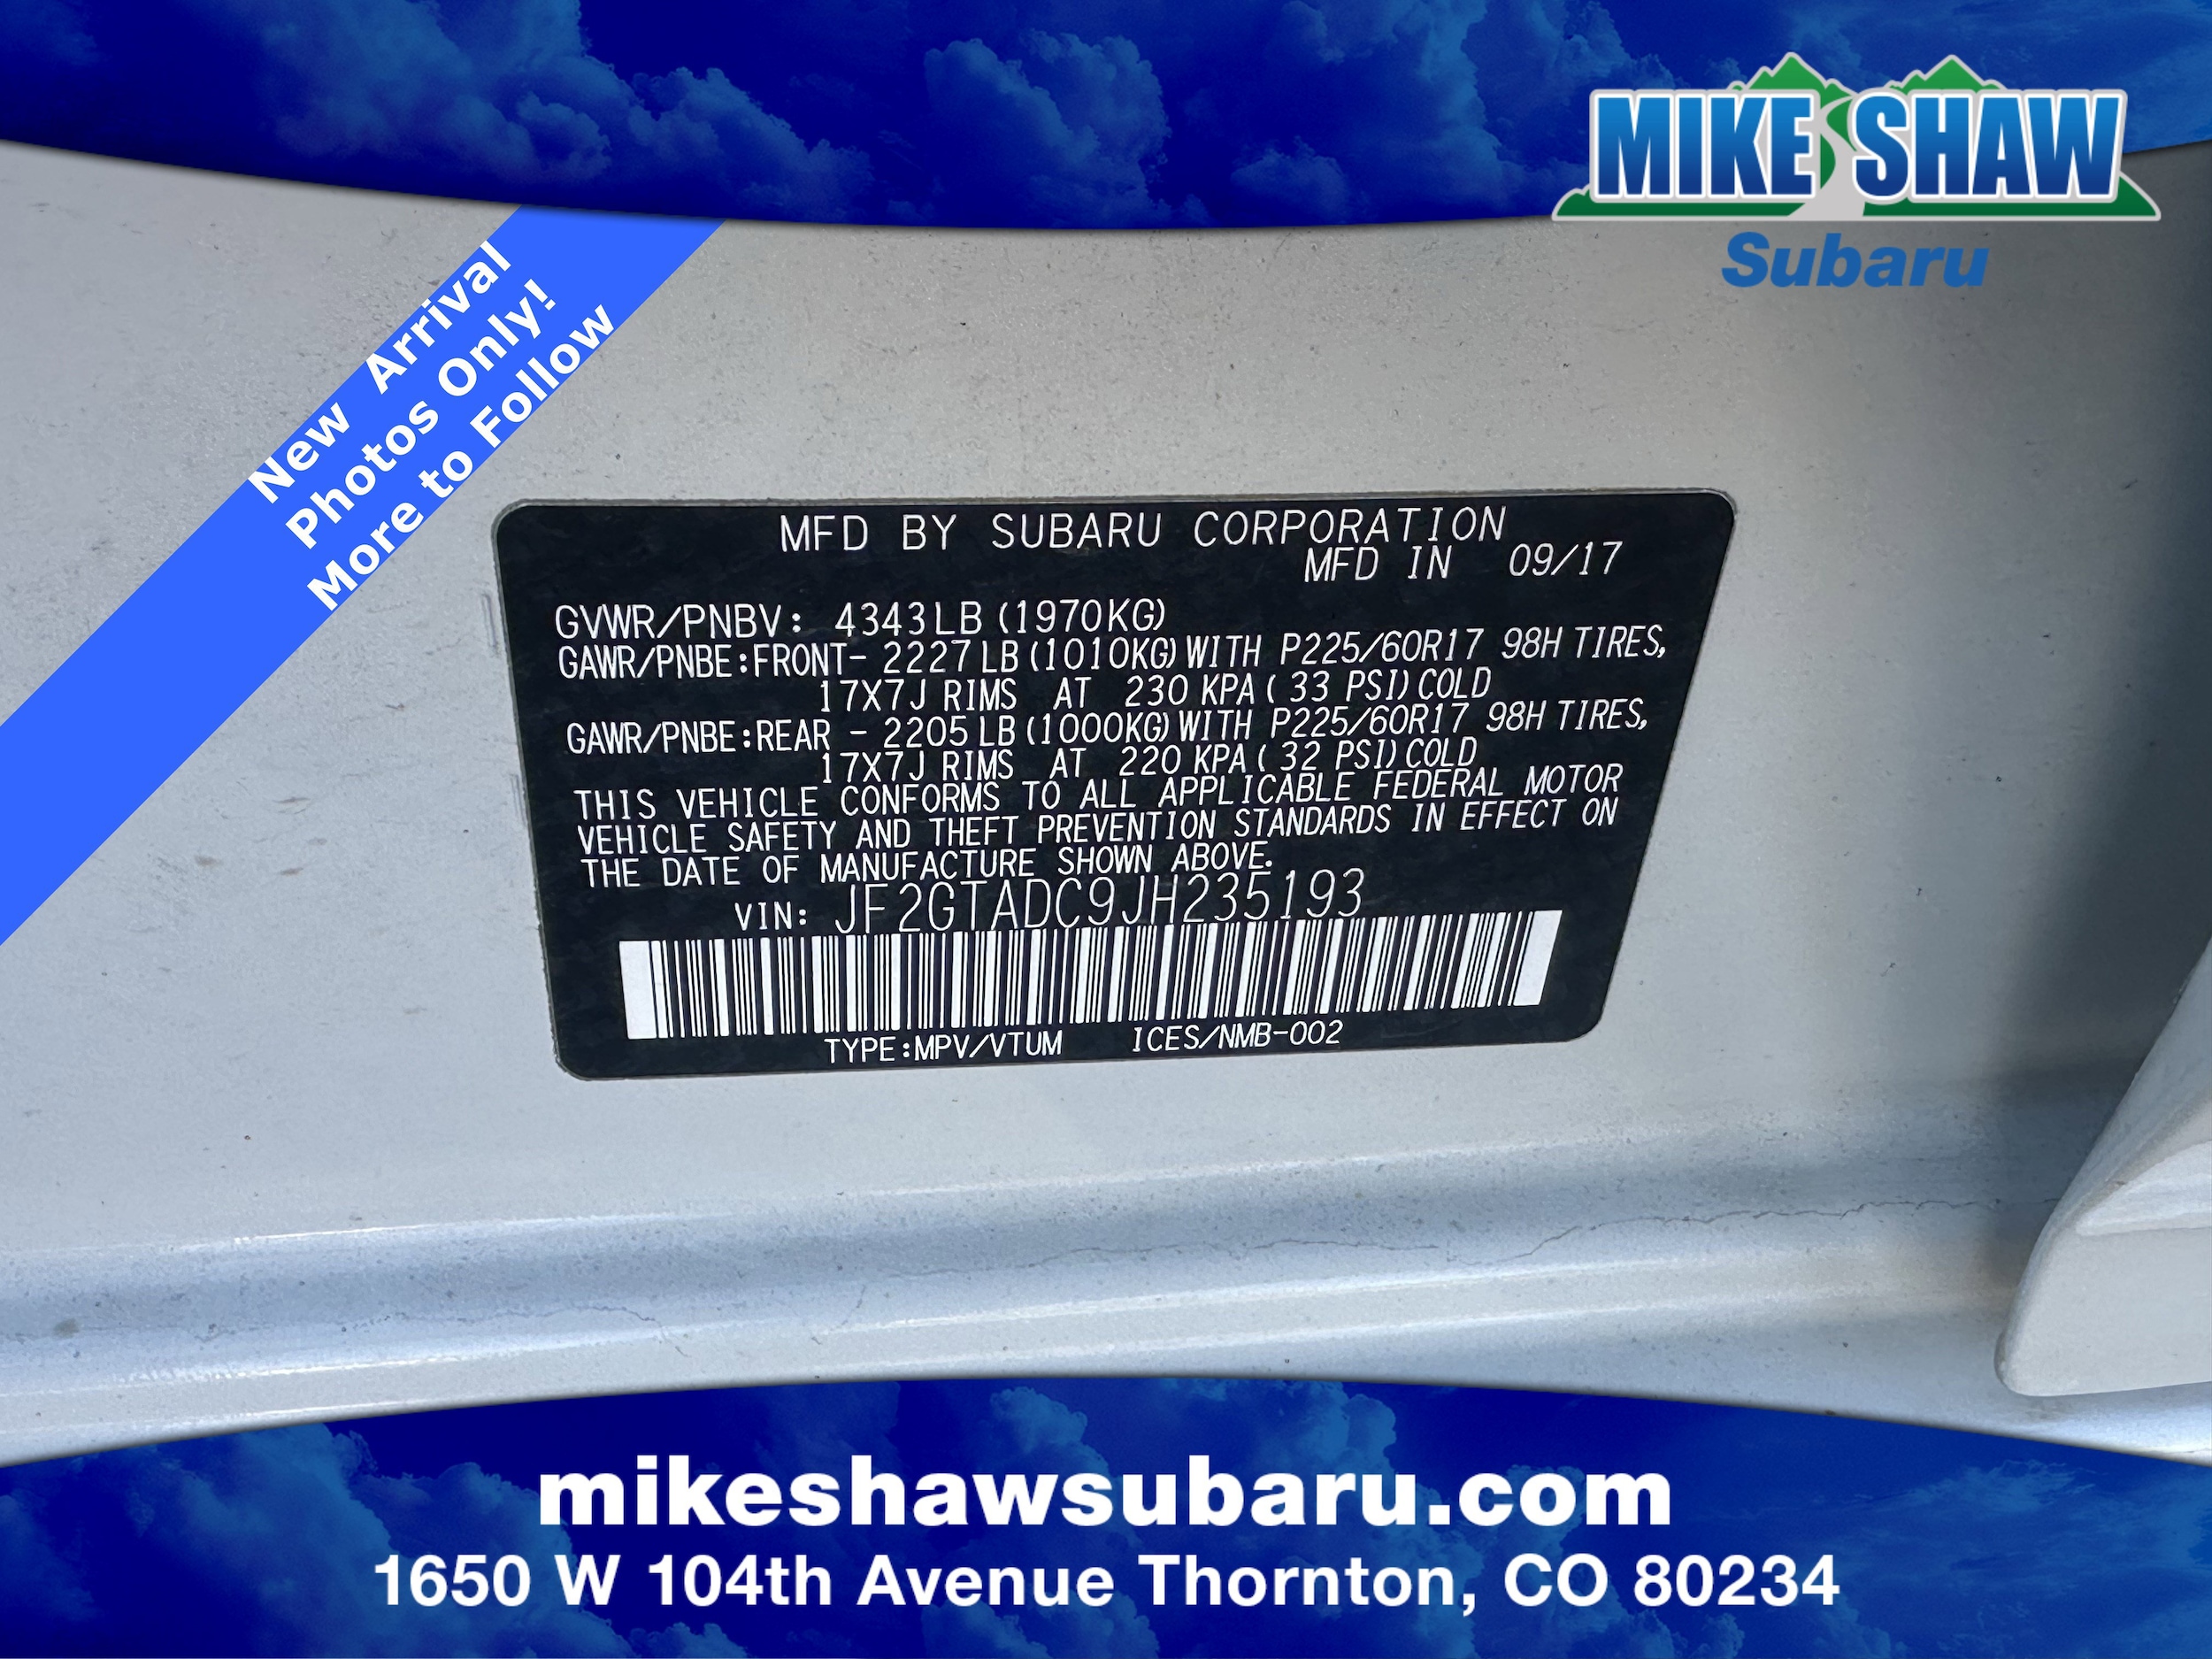 MIKE SHAW
Subaru
New Arrival
Photos Only!
More to Follow
MFD BY SUBARU CORPORATION
MFD IN 09/17
GVWR/PNBV: 4343LB (1970KG)
GAWR/PNBE:FRONT- 2227LB (1010KG) WITH P225/60R17 98H TIRES,
17X7J RIMS AT 230 KPA ( 33 PSI) COLD
GAWR/PNBE:REAR - 2205LB (1000KG) WITH P225/60R17 98H TIRES,
17X7J RIMS AT 220 KPA ( 32 PSI) COLD
THIS VEHICLE CONFORMS TO ALL APPLICABLE FEDERAL MOTOR
VEHICLE SAFETY AND THEFT PREVENTION STANDARDS IN EFFECT ON
THE DATE OF MANUFACTURE SHOWN ABOVE.
VIN: JF2GTADC9JH235193
TYPE:MPV/VTUM ICES/NMB-002
mikeshawsubaru.com
1650 W 104th Avenue Thornton, CO 80234